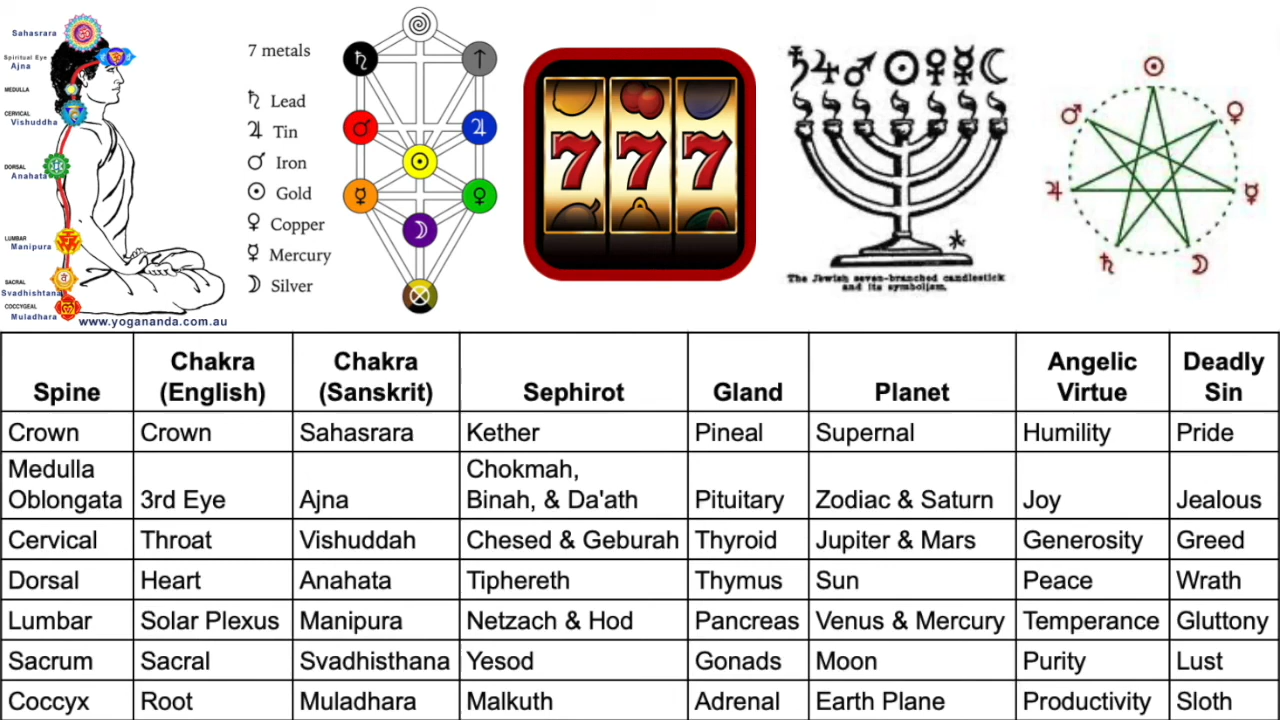 Sahasrara
Spiritual Eye
Ajna
MEDULLA
CERVICAL
Vishuddha
DORSAL
Anahata
LUMBAR
Manipura
SACRAL
Svadhishtana
COCCYGEAL
Muladhara
www.yogananda.com.au
7 metals
♄ Lead
♃ Tin
♂ Iron
☉ Gold
♀ Copper
☿ Mercury
☽ Silver
♄ ↑
♂ ♃
☉
☿ ♀
☽
⊗
7 7 7
♄ ♃ ♂ ☉ ♀ ☿ ☾
The Jewish seven-branched candlestick
and its symbolism.
☉
♂ ♀
♃ ☿
♄ ☽
Spine Chakra (English) Chakra (Sanskrit) Sephirot Gland Planet Angelic Virtue Deadly Sin
Crown Crown Sahasrara Kether Pineal Supernal Humility Pride
Medulla Oblongata 3rd Eye Ajna Chokmah, Binah, & Da'ath Pituitary Zodiac & Saturn Joy Jealous
Cervical Throat Vishuddah Chesed & Geburah Thyroid Jupiter & Mars Generosity Greed
Dorsal Heart Anahata Tiphereth Thymus Sun Peace Wrath
Lumbar Solar Plexus Manipura Netzach & Hod Pancreas Venus & Mercury Temperance Gluttony
Sacrum Sacral Svadhisthana Yesod Gonads Moon Purity Lust
Coccyx Root Muladhara Malkuth Adrenal Earth Plane Productivity Sloth